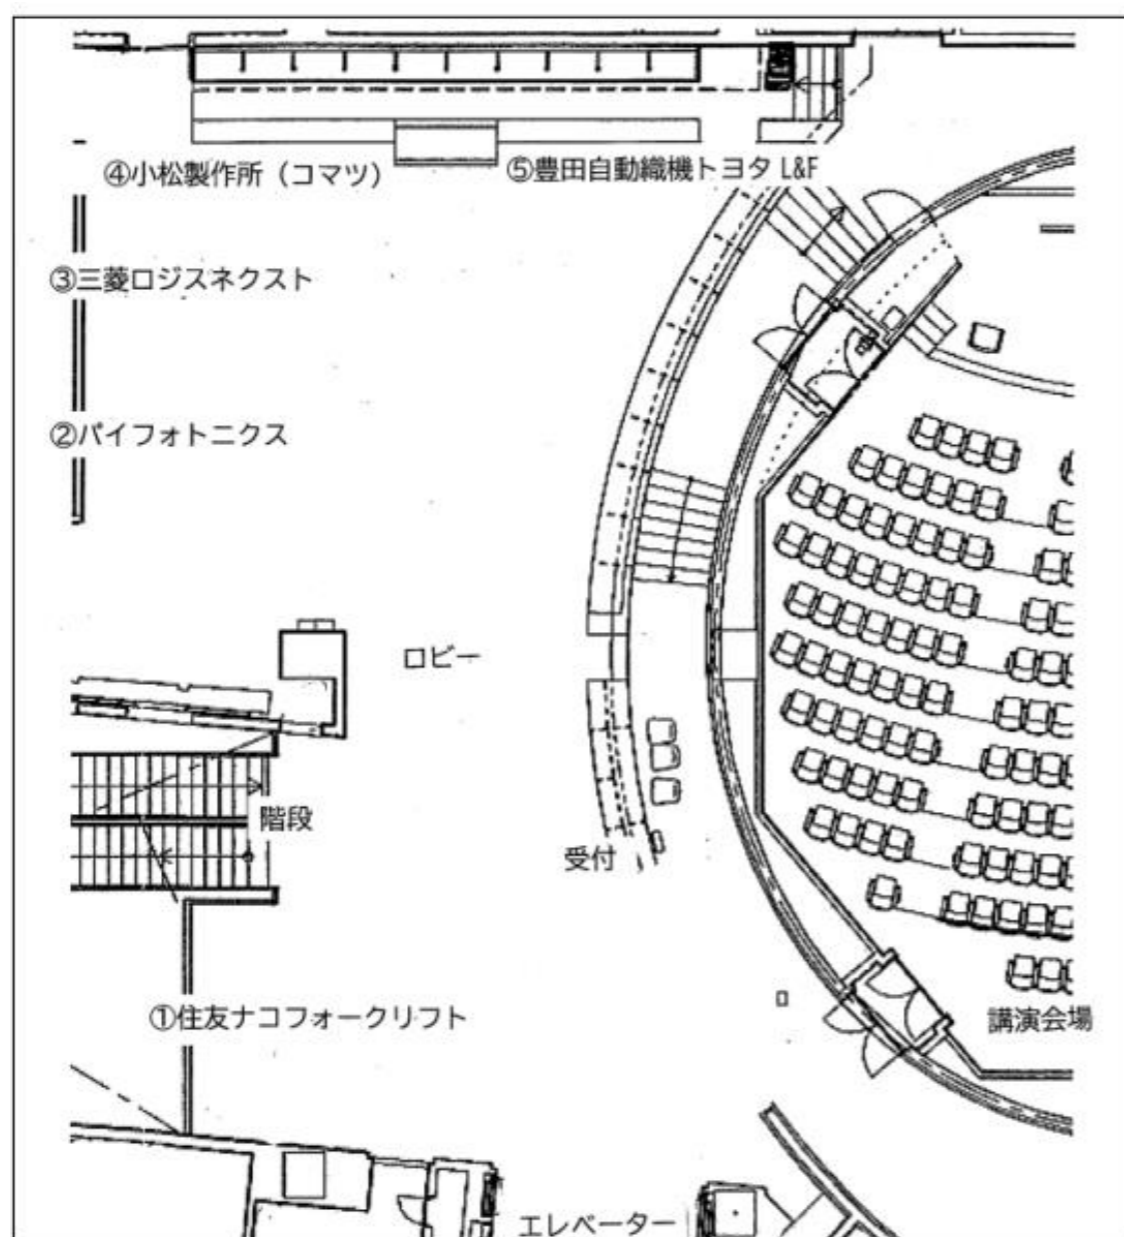 ④小松製作所（コマツ）
⑤豊田自動織機トヨタ L&F
③三菱ロジスネクスト
②パイフォトニクス
ロビー
階段
受付
①住友ナコフォークリフト
講演会場
エレベーター